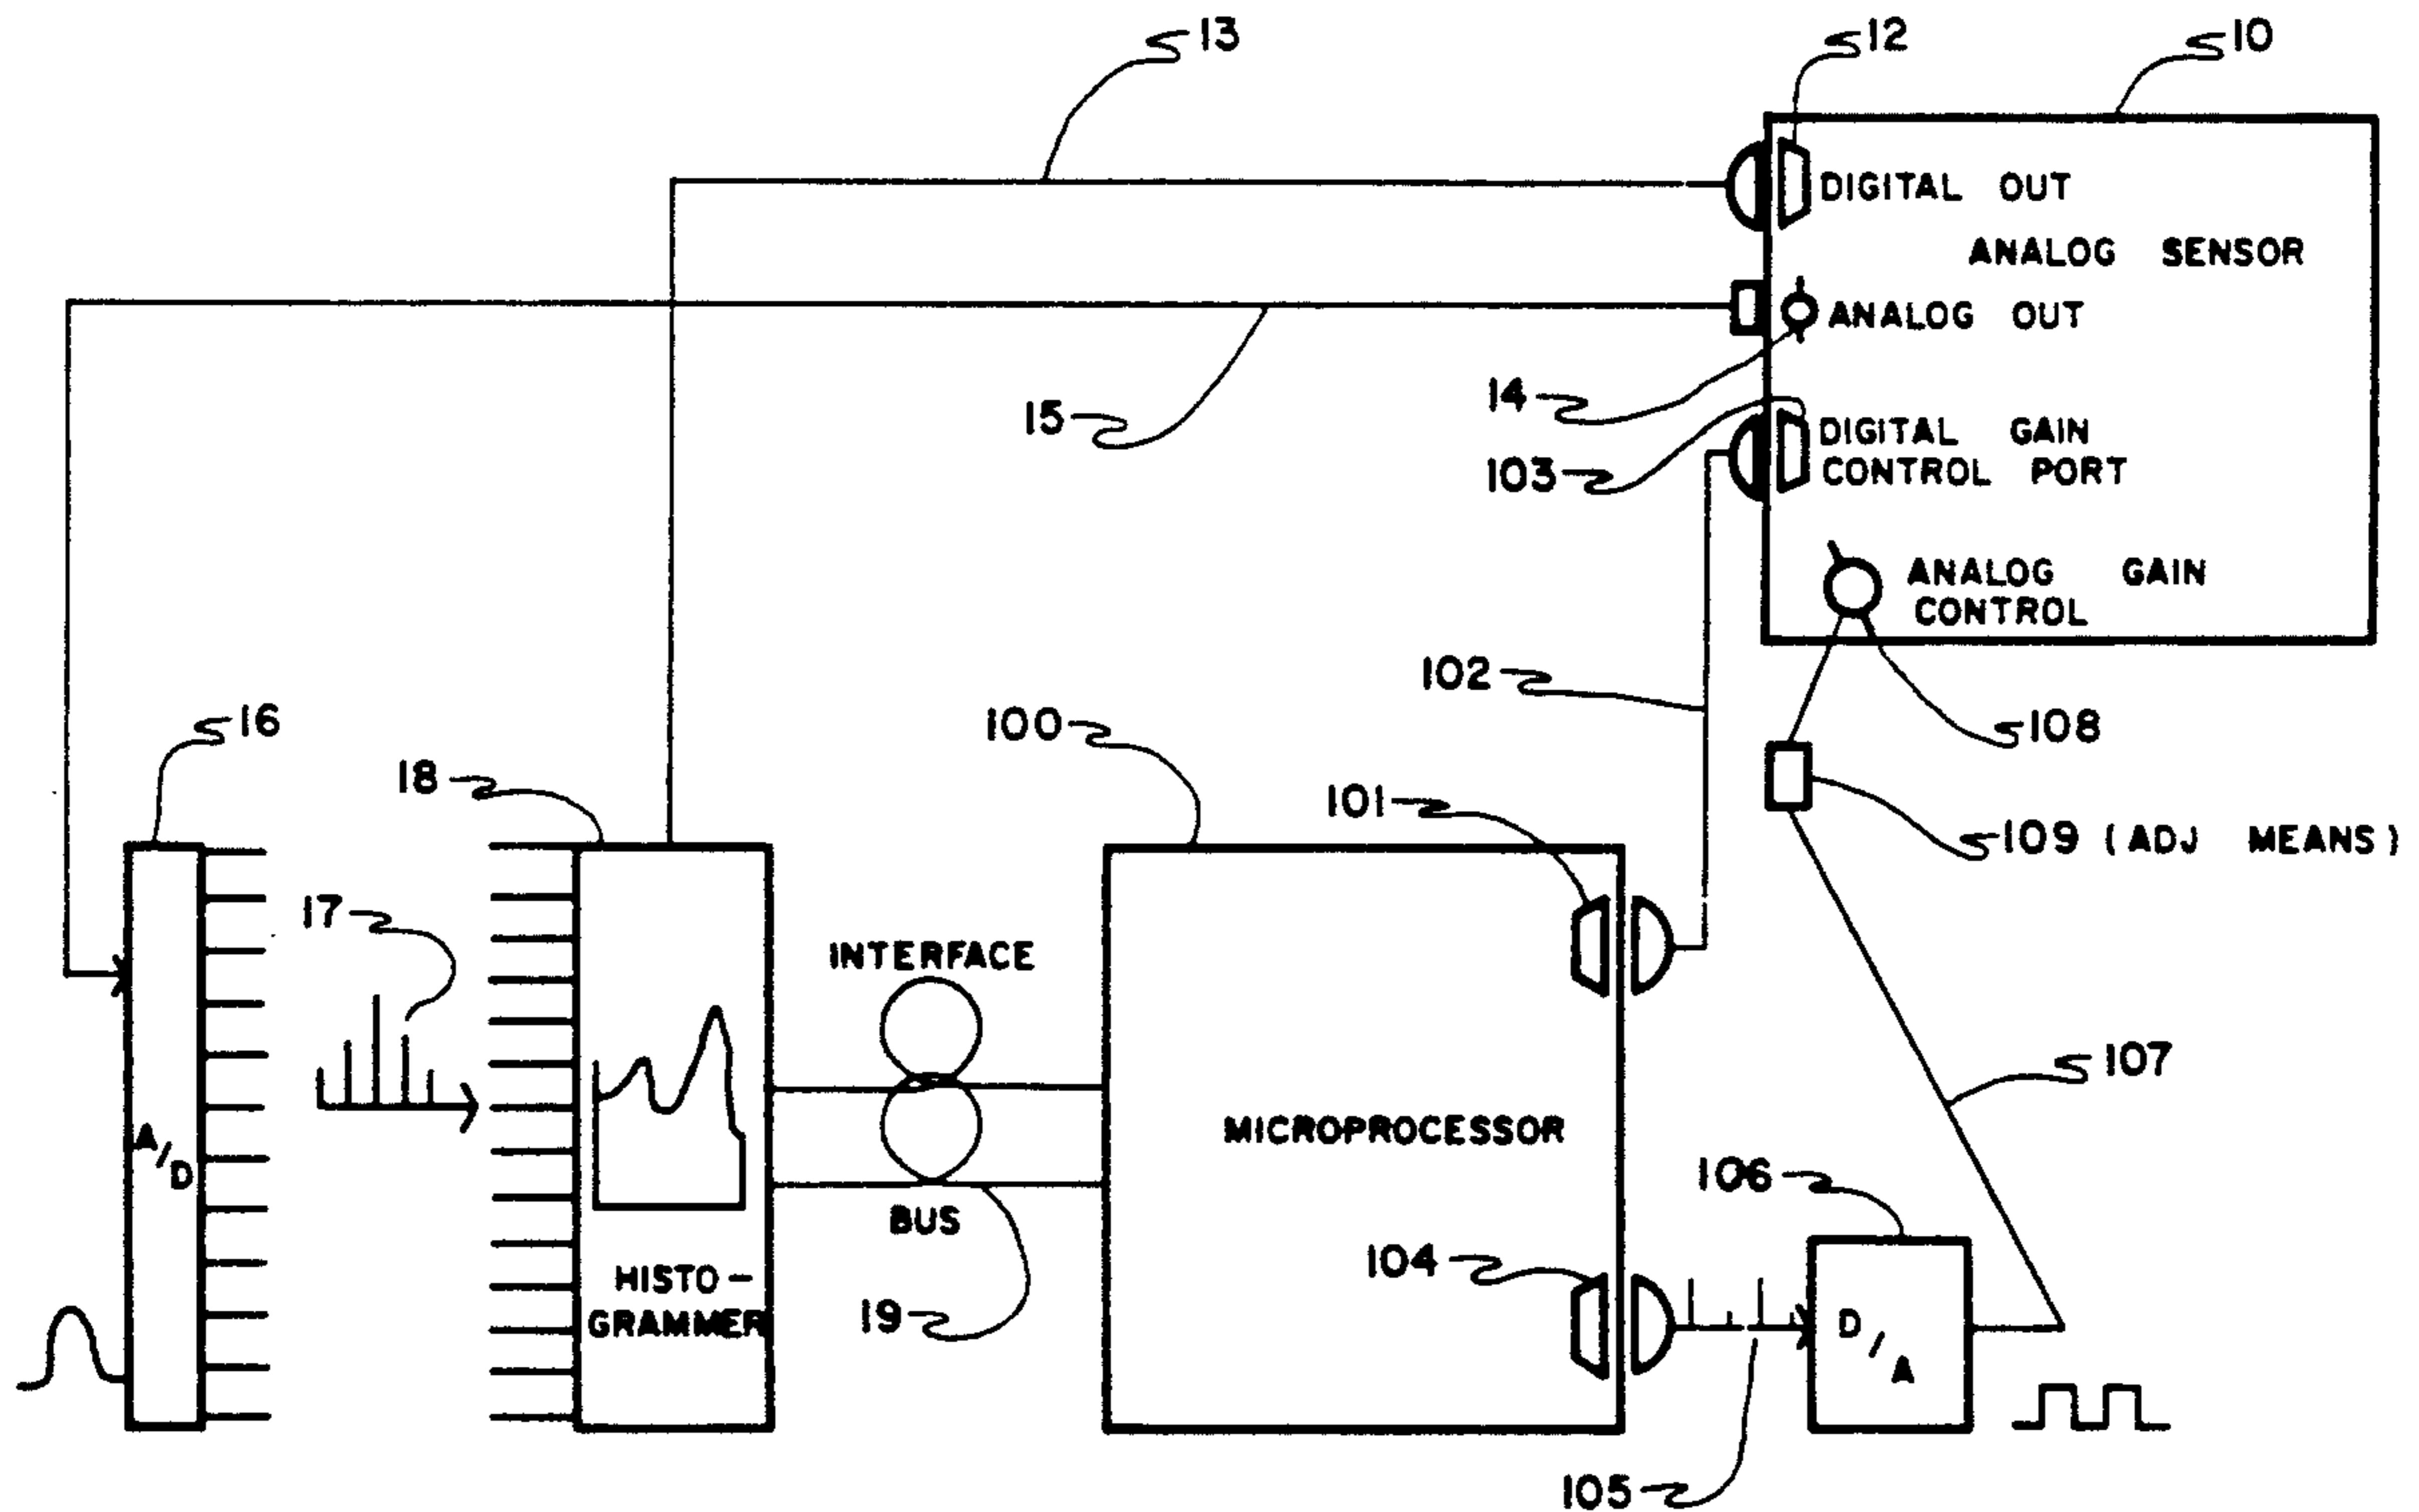 13
12
10
DIGITAL OUT
ANALOG SENSOR
ANALOG OUT
14
15
DIGITAL GAIN
CONTROL PORT
103
ANALOG GAIN
CONTROL
102
108
16
100
18
101
109 (ADJ MEANS)
17
INTERFACE
107
A/D
MICROPROCESSOR
106
BUS
104
HISTO-
GRAMMER
19
D/A
105